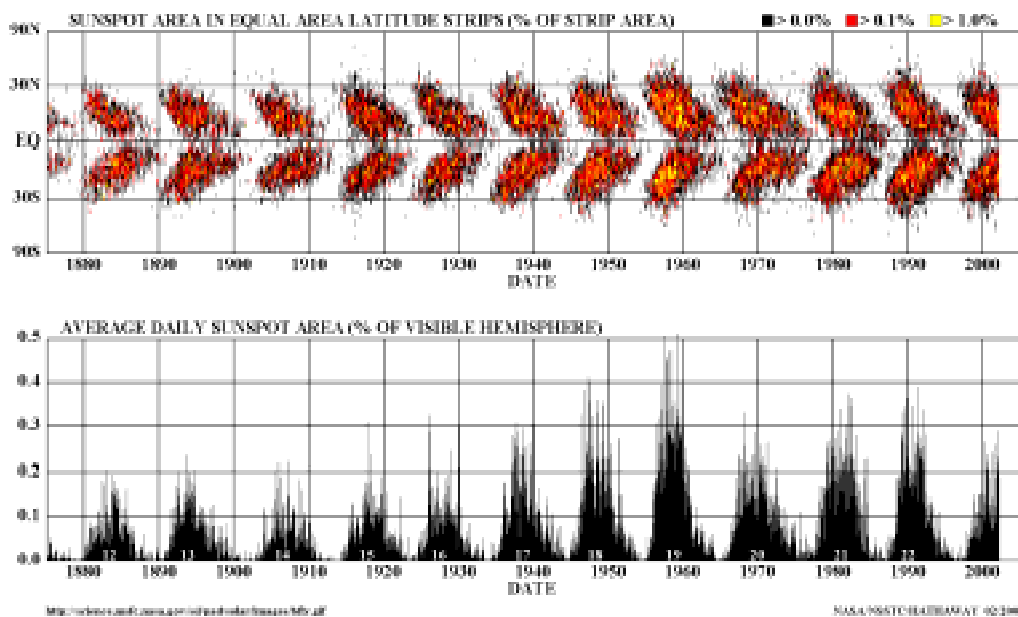 SUNSPOT AREA IN EQUAL AREA LATITUDE STRIPS (% OF STRIP AREA) > 0.0% > 0.1% > 1.0%
90N
30N
EQ
30S
90S
1880 1890 1900 1910 1920 1930 1940 1950 1960 1970 1980 1990 2000
DATE
AVERAGE DAILY SUNSPOT AREA (% OF VISIBLE HEMISPHERE)
0.5
0.4
0.3
0.2
0.1
0.0
12 13 14 15 16 17 18 19 20 21 22
1880 1890 1900 1910 1920 1930 1940 1950 1960 1970 1980 1990 2000
DATE
NASA/NSSTC/HATHAWAY